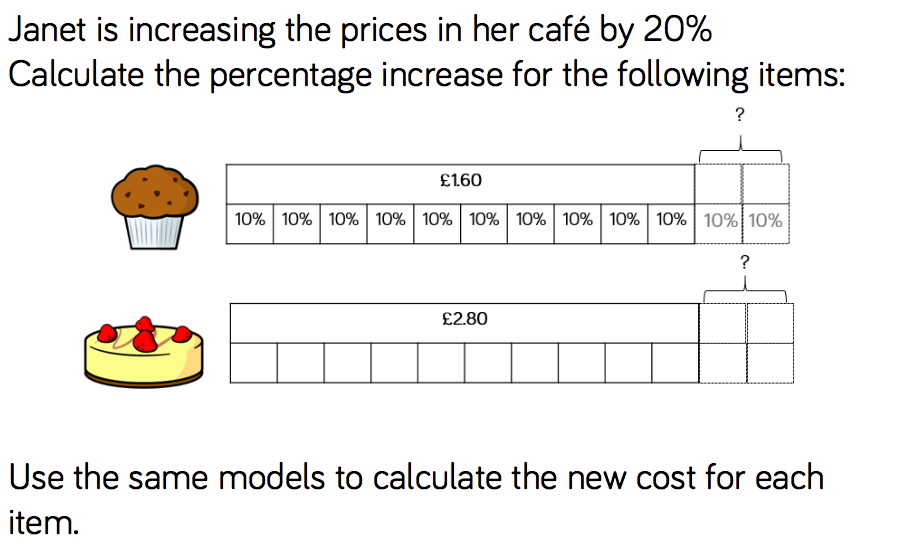 Janet is increasing the prices in her café by 20%
Calculate the percentage increase for the following items:
?
£1.60
10% 10% 10% 10% 10% 10% 10% 10% 10% 10% 10% 10%
?
£2.80
Use the same models to calculate the new cost for each
item.